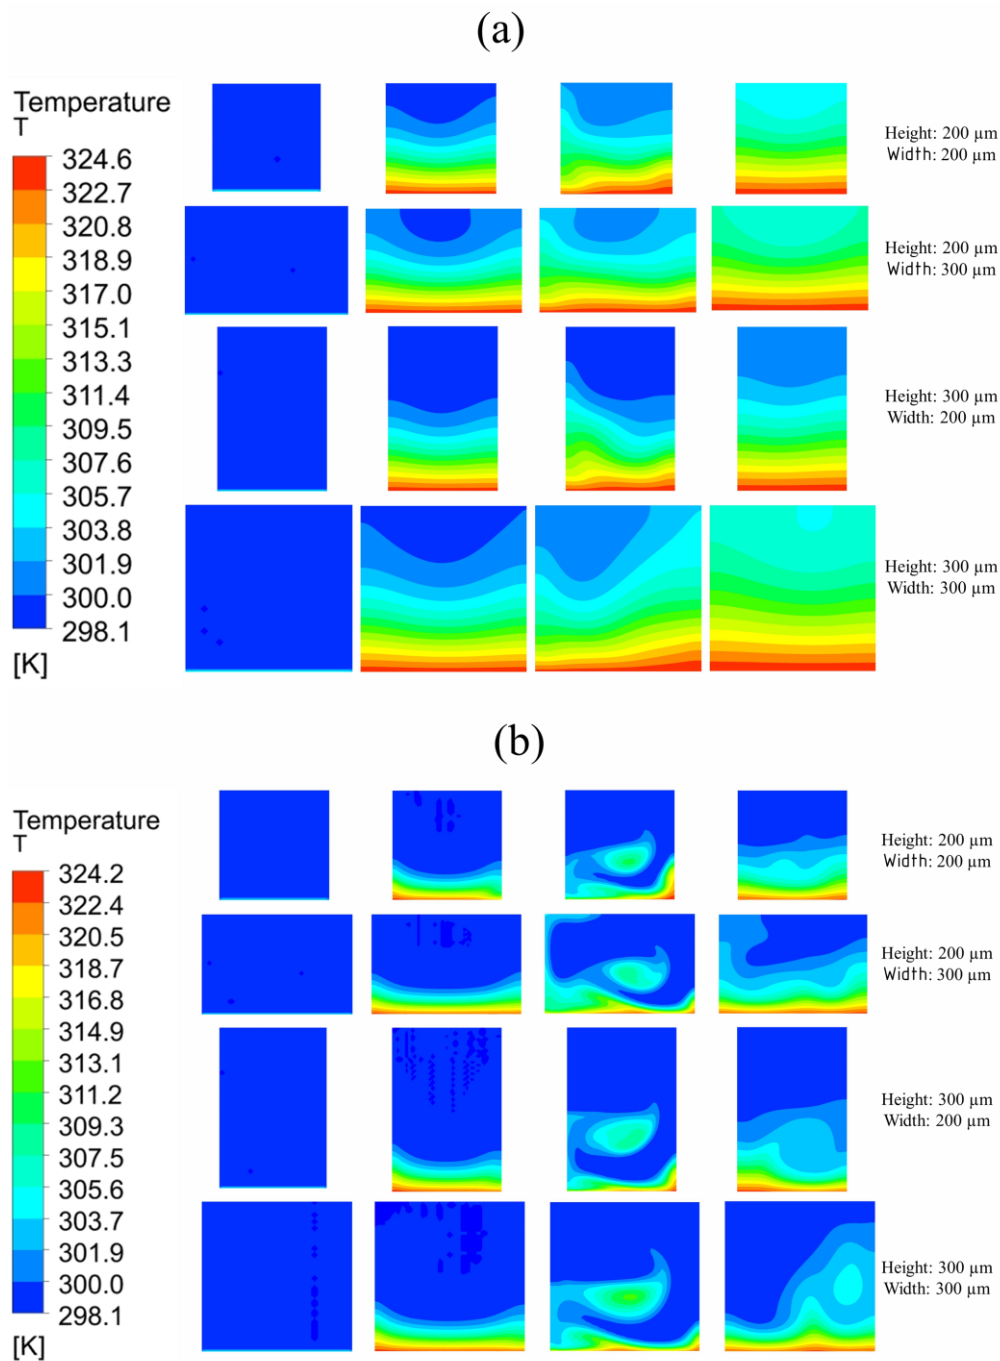 (a)
Temperature
T
324.6
322.7
320.8
318.9
317.0
315.1
313.3
311.4
309.5
307.6
305.7
303.8
301.9
300.0
298.1
[K]
Height: 200 µm
Width: 200 µm
Height: 200 µm
Width: 300 µm
Height: 300 µm
Width: 200 µm
Height: 300 µm
Width: 300 µm
(b)
Temperature
T
324.2
322.4
320.5
318.7
316.8
314.9
313.1
311.2
309.3
307.5
305.6
303.7
301.9
300.0
298.1
[K]
Height: 200 µm
Width: 200 µm
Height: 200 µm
Width: 300 µm
Height: 300 µm
Width: 200 µm
Height: 300 µm
Width: 300 µm